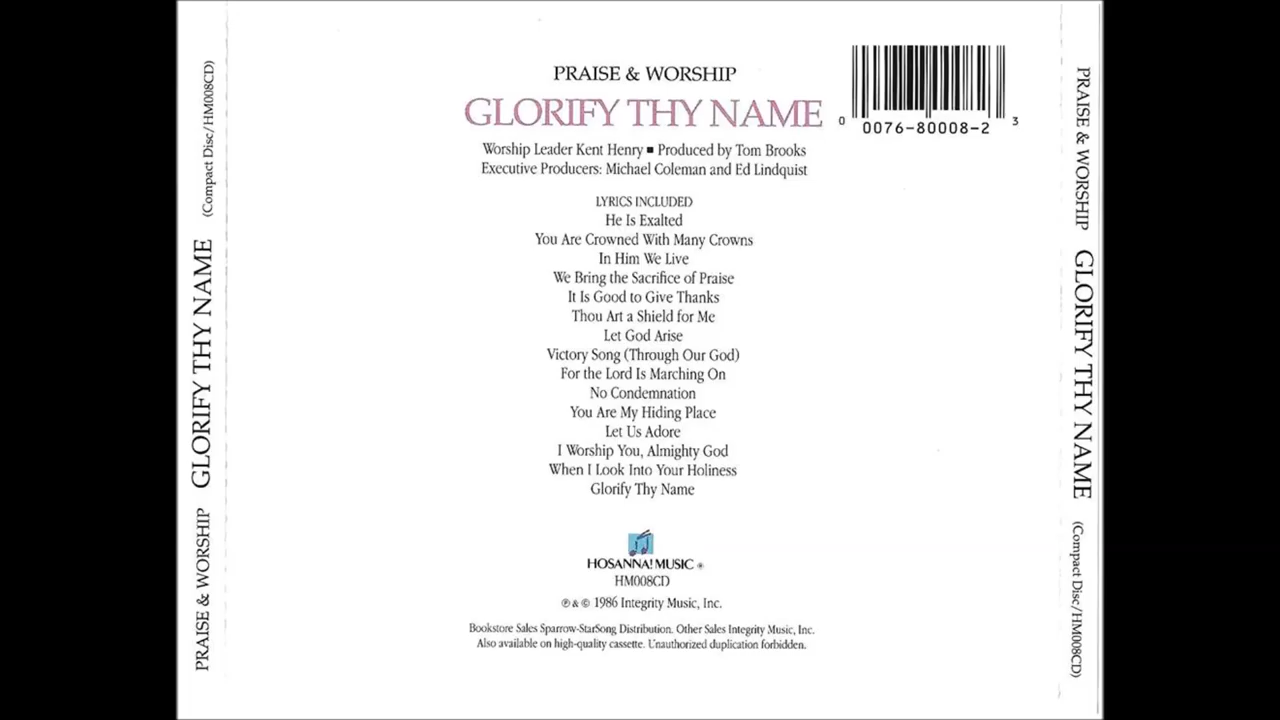 PRAISE & WORSHIP
GLORIFY THY NAME
0 0076-80008-2 3
Worship Leader Kent Henry ■ Produced by Tom Brooks
Executive Producers: Michael Coleman and Ed Lindquist
LYRICS INCLUDED
He Is Exalted
You Are Crowned With Many Crowns
In Him We Live
We Bring the Sacrifice of Praise
It Is Good to Give Thanks
Thou Art a Shield for Me
Let God Arise
Victory Song (Through Our God)
For the Lord Is Marching On
No Condemnation
You Are My Hiding Place
Let Us Adore
I Worship You, Almighty God
When I Look Into Your Holiness
Glorify Thy Name
HOSANNA! MUSIC ®
HM008CD
℗ & © 1986 Integrity Music, Inc.
Bookstore Sales Sparrow-StarSong Distribution. Other Sales Integrity Music, Inc.
Also available on high-quality cassette. Unauthorized duplication forbidden.
PRAISE & WORSHIP GLORIFY THY NAME (Compact Disc/HM008CD)
PRAISE & WORSHIP GLORIFY THY NAME (Compact Disc/HM008CD)